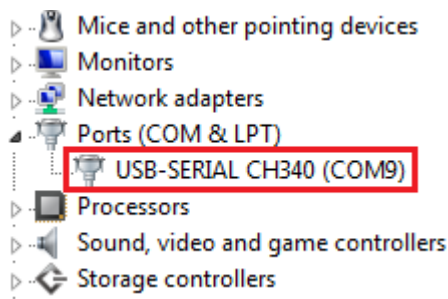 Mice and other pointing devices
Monitors
Network adapters
Ports (COM & LPT)
USB-SERIAL CH340 (COM9)
Processors
Sound, video and game controllers
Storage controllers